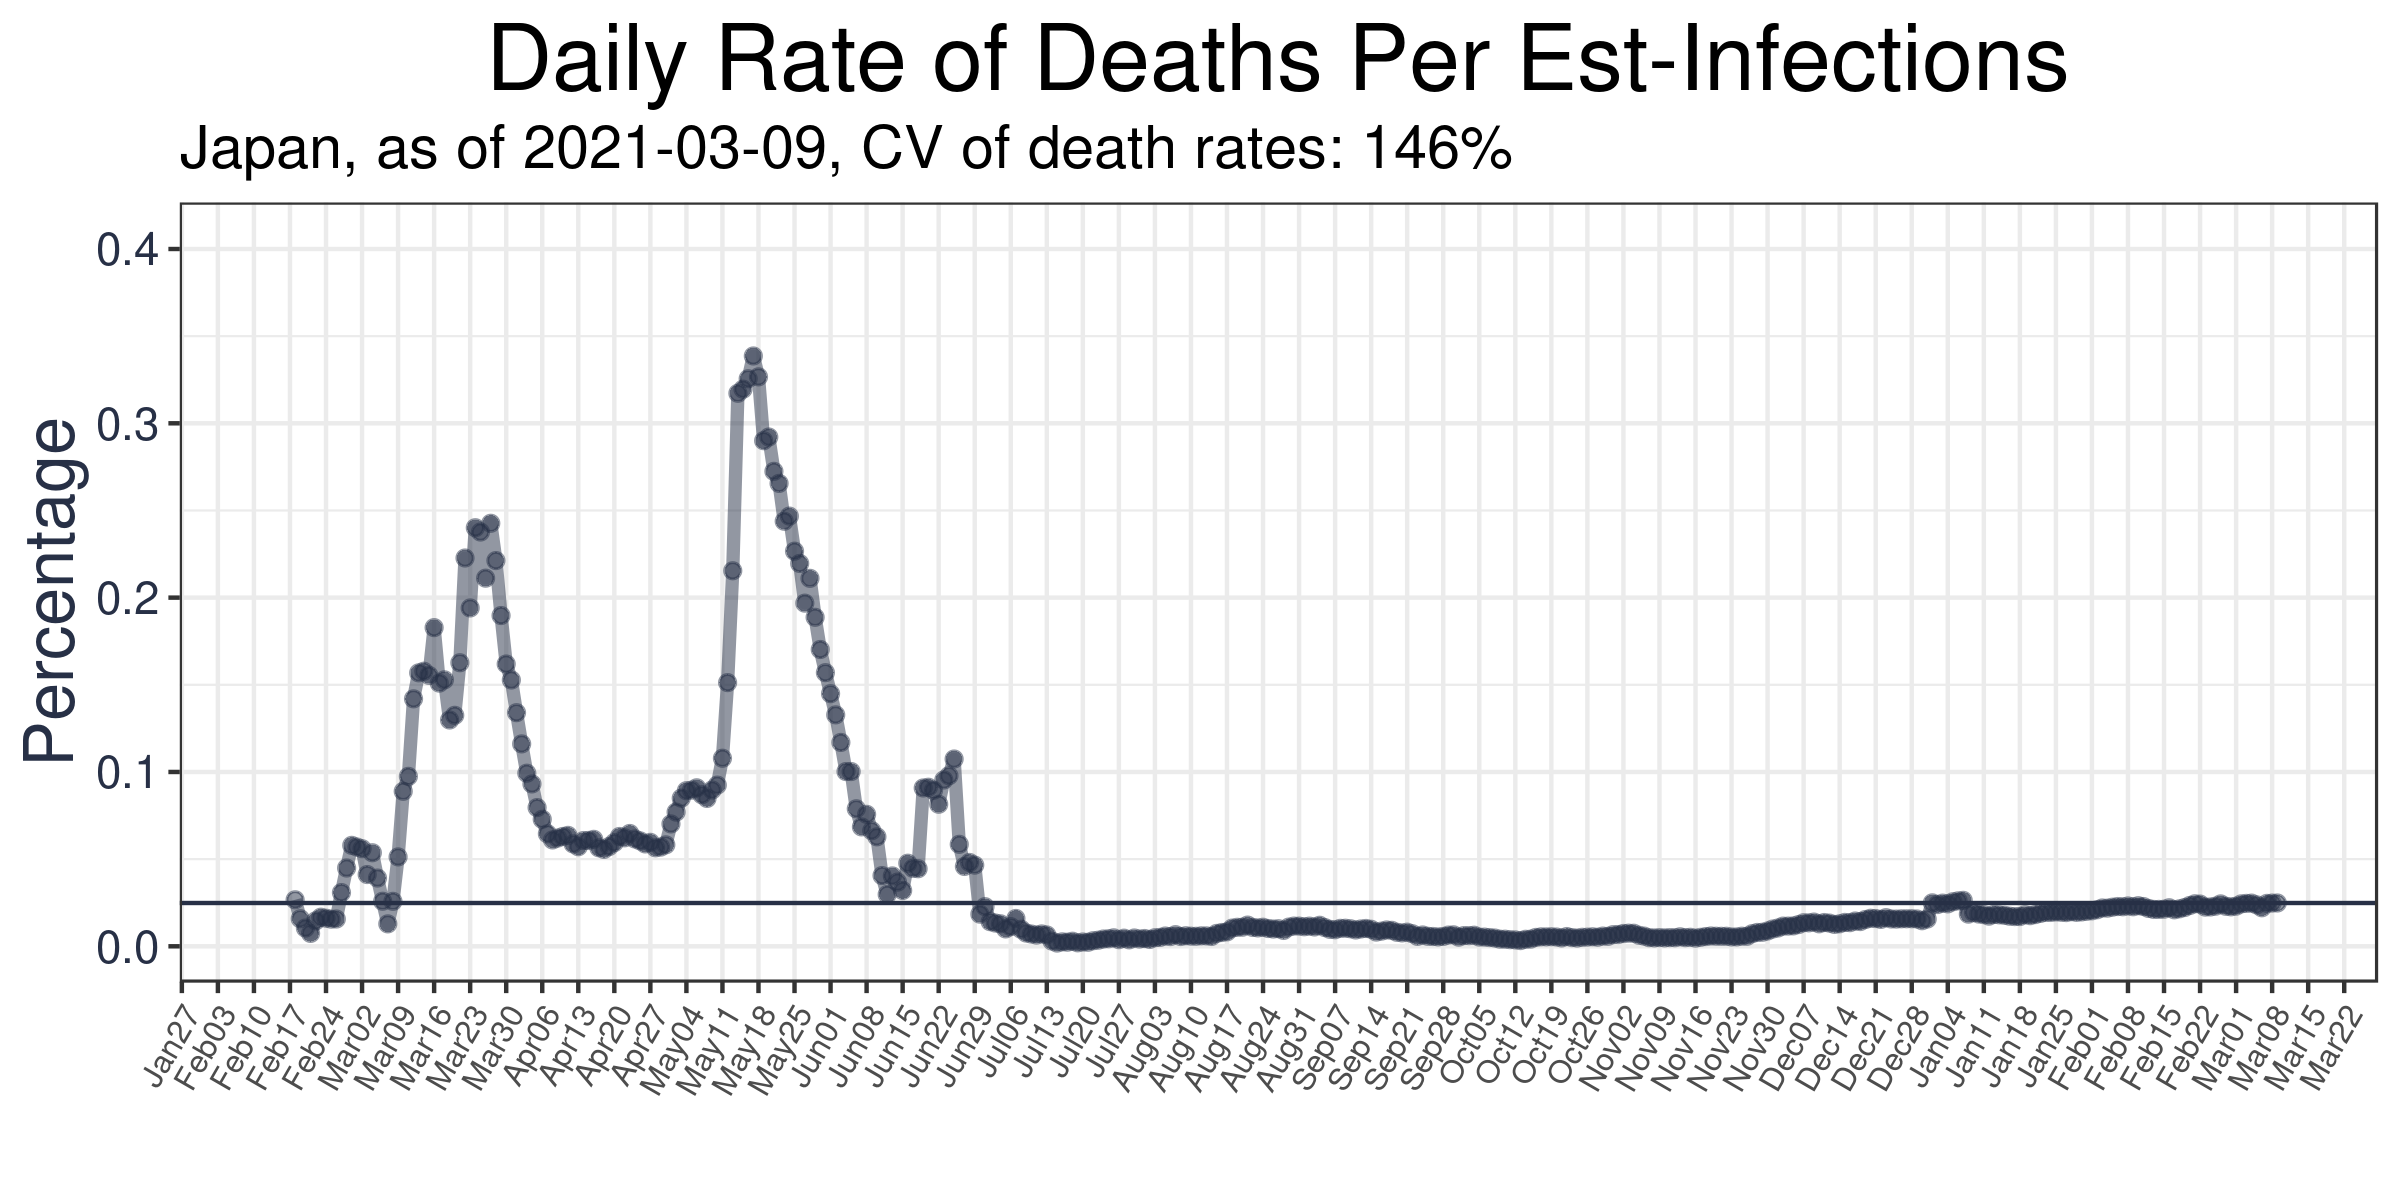 Daily Rate of Deaths Per Est-Infections
Japan, as of 2021-03-09, CV of death rates: 146%
Percentage
0.4
0.3
0.2
0.1
0.0
Jan27 Feb03 Feb10 Feb17 Feb24 Mar02 Mar09 Mar16 Mar23 Mar30 Apr06 Apr13 Apr20 Apr27 May04 May11 May18 May25 Jun01 Jun08 Jun15 Jun22 Jun29 Jul06 Jul13 Jul20 Jul27 Aug03 Aug10 Aug17 Aug24 Aug31 Sep07 Sep14 Sep21 Sep28 Oct05 Oct12 Oct19 Oct26 Nov02 Nov09 Nov16 Nov23 Nov30 Dec07 Dec14 Dec21 Dec28 Jan04 Jan11 Jan18 Jan25 Feb01 Feb08 Feb15 Feb22 Mar01 Mar08 Mar15 Mar22